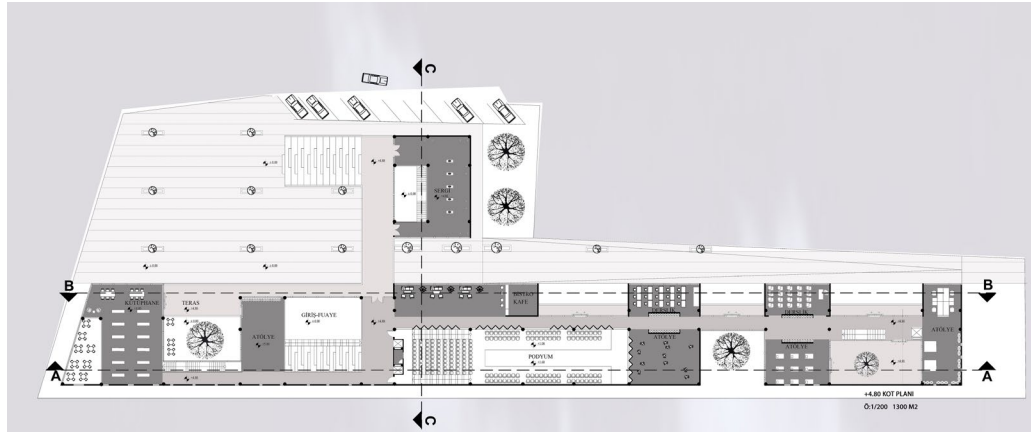 C
SERGİ
B
B
KÜTÜPHANE
TERAS
BISTRO
KAFE
DERSLİK
DERSLİK
GİRİŞ-FUAYE
ATÖLYE
ATÖLYE
ATÖLYE
PODYUM
ATÖLYE
A
A
+4.80 KOT PLANI
Ö:1/200 1300 M2
C